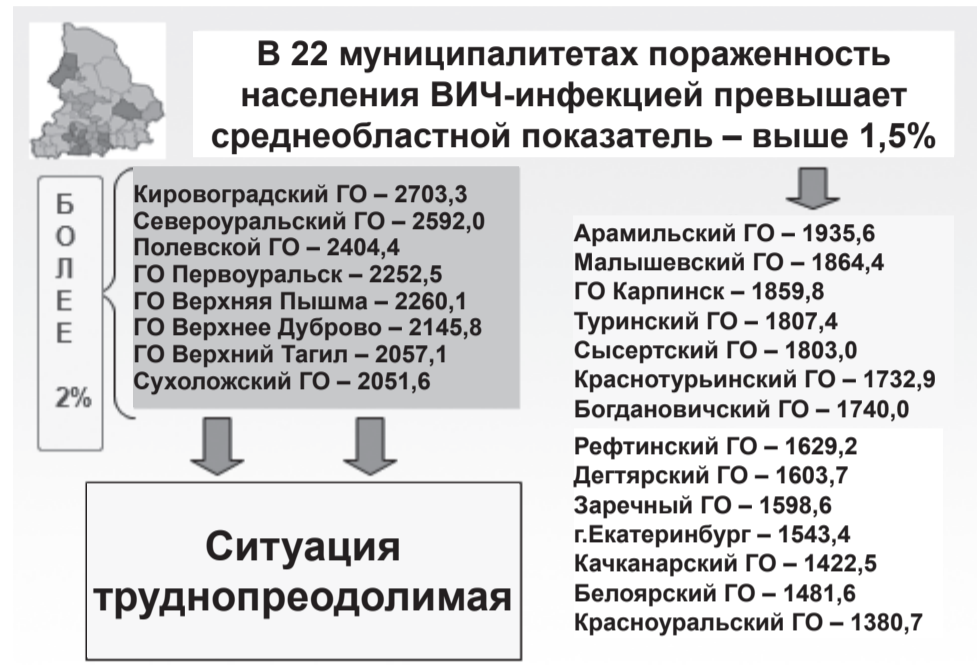 В 22 муниципалитетах пораженность
населения ВИЧ-инфекцией превышает
среднеобластной показатель – выше 1,5%
Б
О
Л
Е
Е
2%
Кировоградский ГО – 2703,3
Североуральский ГО – 2592,0
Полевской ГО – 2404,4
ГО Первоуральск – 2252,5
ГО Верхняя Пышма – 2260,1
ГО Верхнее Дуброво – 2145,8
ГО Верхний Тагил – 2057,1
Сухоложский ГО – 2051,6
Ситуация
труднопреодолимая
Арамильский ГО – 1935,6
Малышевский ГО – 1864,4
ГО Карпинск – 1859,8
Туринский ГО – 1807,4
Сысертский ГО – 1803,0
Краснотурьинский ГО – 1732,9
Богдановичский ГО – 1740,0
Рефтинский ГО – 1629,2
Дегтярский ГО – 1603,7
Заречный ГО – 1598,6
г.Екатеринбург – 1543,4
Качканарский ГО – 1422,5
Белоярский ГО – 1481,6
Красноуральский ГО – 1380,7